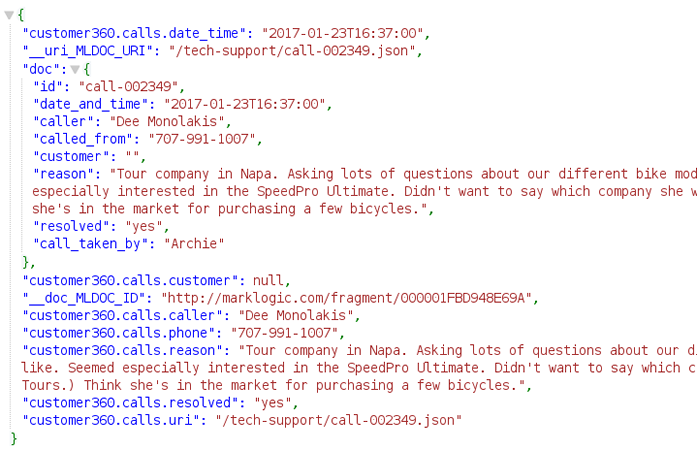 {
"customer360.calls.date_time": "2017-01-23T16:37:00",
"__uri_MLDOC_URI": "/tech-support/call-002349.json",
"doc": {
"id": "call-002349",
"date_and_time": "2017-01-23T16:37:00",
"caller": "Dee Monolakis",
"called_from": "707-991-1007",
"customer": "",
"reason": "Tour company in Napa. Asking lots of questions about our different bike mod
especially interested in the SpeedPro Ultimate. Didn't want to say which company she w
she's in the market for purchasing a few bicycles.",
"resolved": "yes",
"call_taken_by": "Archie"
},
"customer360.calls.customer": null,
"__doc_MLDOC_ID": "http://marklogic.com/fragment/000001FBD948E69A",
"customer360.calls.caller": "Dee Monolakis",
"customer360.calls.phone": "707-991-1007",
"customer360.calls.reason": "Tour company in Napa. Asking lots of questions about our d
like. Seemed especially interested in the SpeedPro Ultimate. Didn't want to say which c
Tours.) Think she's in the market for purchasing a few bicycles.",
"customer360.calls.resolved": "yes",
"customer360.calls.uri": "/tech-support/call-002349.json"
}